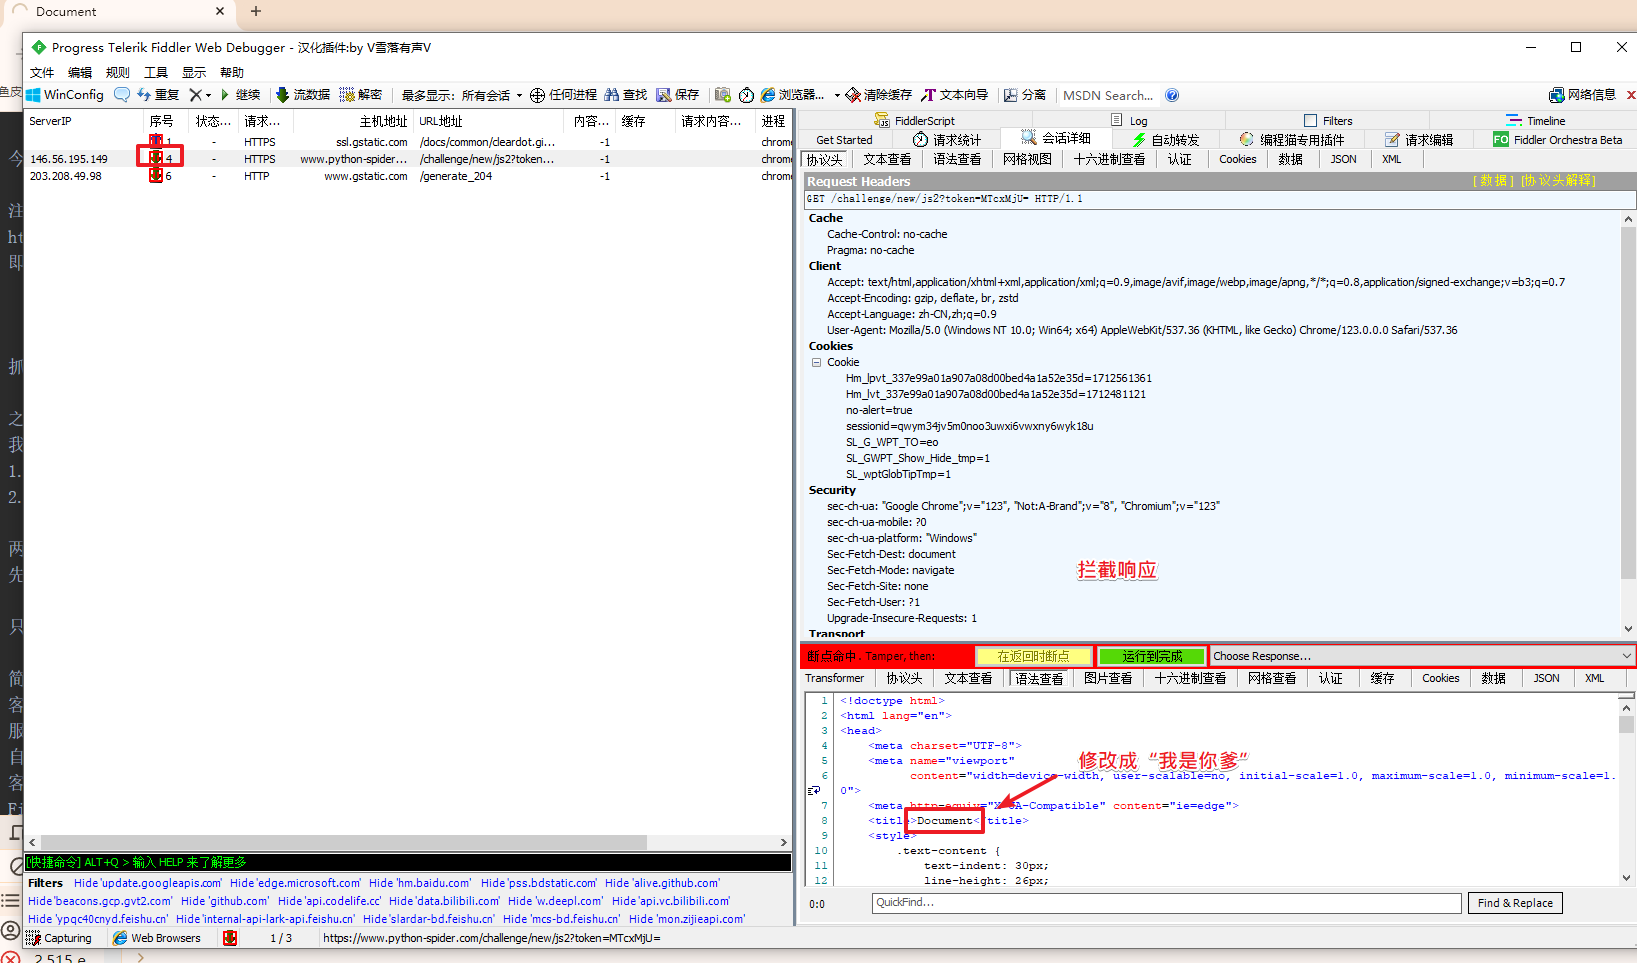 Document
Progress Telerik Fiddler Web Debugger - 汉化插件:by V雪落有声V
文件 编辑 规则 工具 显示 帮助
WinConfig 重复 继续 流数据 解密 最多显示: 所有会话 任何进程 查找 保存 浏览器... 清除缓存 文本向导 分离 MSDN Search... 网络信息
ServerIP 序号 状态... 请求... 主机地址 URL地址 内容... 缓存 请求内容... 进程
1 - HTTPS ssl.gstatic.com /docs/common/cleardot.gi... -1 chrome
146.56.195.149 4 - HTTPS www.python-spider... /challenge/new/js2?token... -1 chrome
203.208.49.98 6 - HTTP www.gstatic.com /generate_204 -1 chrome
FiddlerScript Log Filters Timeline
Get Started 请求统计 会话详细 自动转发 编程猫专用插件 请求编辑 FO Fiddler Orchestra Beta
协议头 文本查看 语法查看 网格视图 十六进制查看 认证 Cookies 数据 JSON XML
Request Headers [ 数据 ] [协议头解释]
GET /challenge/new/js2?token=MTcxMjU= HTTP/1.1
Cache
Cache-Control: no-cache
Pragma: no-cache
Client
Accept: text/html,application/xhtml+xml,application/xml;q=0.9,image/avif,image/webp,image/apng,*/*;q=0.8,application/signed-exchange;v=b3;q=0.7
Accept-Encoding: gzip, deflate, br, zstd
Accept-Language: zh-CN,zh;q=0.9
User-Agent: Mozilla/5.0 (Windows NT 10.0; Win64; x64) AppleWebKit/537.36 (KHTML, like Gecko) Chrome/123.0.0.0 Safari/537.36
Cookies
Cookie
Hm_lpvt_337e99a01a907a08d00bed4a1a52e35d=1712561361
Hm_lvt_337e99a01a907a08d00bed4a1a52e35d=1712481121
no-alert=true
sessionid=qwym34jv5m0noo3uwxi6vwxny6wyk18u
SL_G_WPT_TO=eo
SL_GWPT_Show_Hide_tmp=1
SL_wptGlobTipTmp=1
Security
sec-ch-ua: "Google Chrome";v="123", "Not:A-Brand";v="8", "Chromium";v="123"
sec-ch-ua-mobile: ?0
sec-ch-ua-platform: "Windows"
Sec-Fetch-Dest: document
Sec-Fetch-Mode: navigate
Sec-Fetch-Site: none
Sec-Fetch-User: ?1
Upgrade-Insecure-Requests: 1
Transport
拦截响应
断点命中. Tamper, then: 在返回时断点 运行到完成 Choose Response...
Transformer 协议头 文本查看 语法查看 图片查看 十六进制查看 网格查看 认证 缓存 Cookies 数据 JSON XML
1 <!doctype html>
2 <html lang="en">
3 <head>
4 <meta charset="UTF-8">
5 <meta name="viewport"
6 content="width=device-width, user-scalable=no, initial-scale=1.0, maximum-scale=1.0, minimum-scale=1.
0">
7 <meta http-equiv="X-UA-Compatible" content="ie=edge">
8 <title>Document</title>
9 <style>
10 .text-content {
11 text-indent: 30px;
12 line-height: 26px;
修改成“我是你爹”
0:0 QuickFind... Find & Replace
[快捷命令] ALT+Q > 输入 HELP 来了解更多
Filters Hide 'update.googleapis.com' Hide 'edge.microsoft.com' Hide 'hm.baidu.com' Hide 'pss.bdstatic.com' Hide 'alive.github.com'
Hide 'beacons.gcp.gvt2.com' Hide 'github.com' Hide 'api.codelife.cc' Hide 'data.bilibili.com' Hide 'w.deepl.com' Hide 'api.vc.bilibili.com'
Hide 'ypqc40cnyd.feishu.cn' Hide 'internal-api-lark-api.feishu.cn' Hide 'slardar-bd.feishu.cn' Hide 'mcs-bd.feishu.cn' Hide 'mon.zijieapi.com'
Capturing Web Browsers 1 / 3 https://www.python-spider.com/challenge/new/js2?token=MTcxMjU=
鱼皮
今
注
ht
即
抓
之
我
1.
2.
两
先
只
简
客
服
自
客
Fi
2,515 e